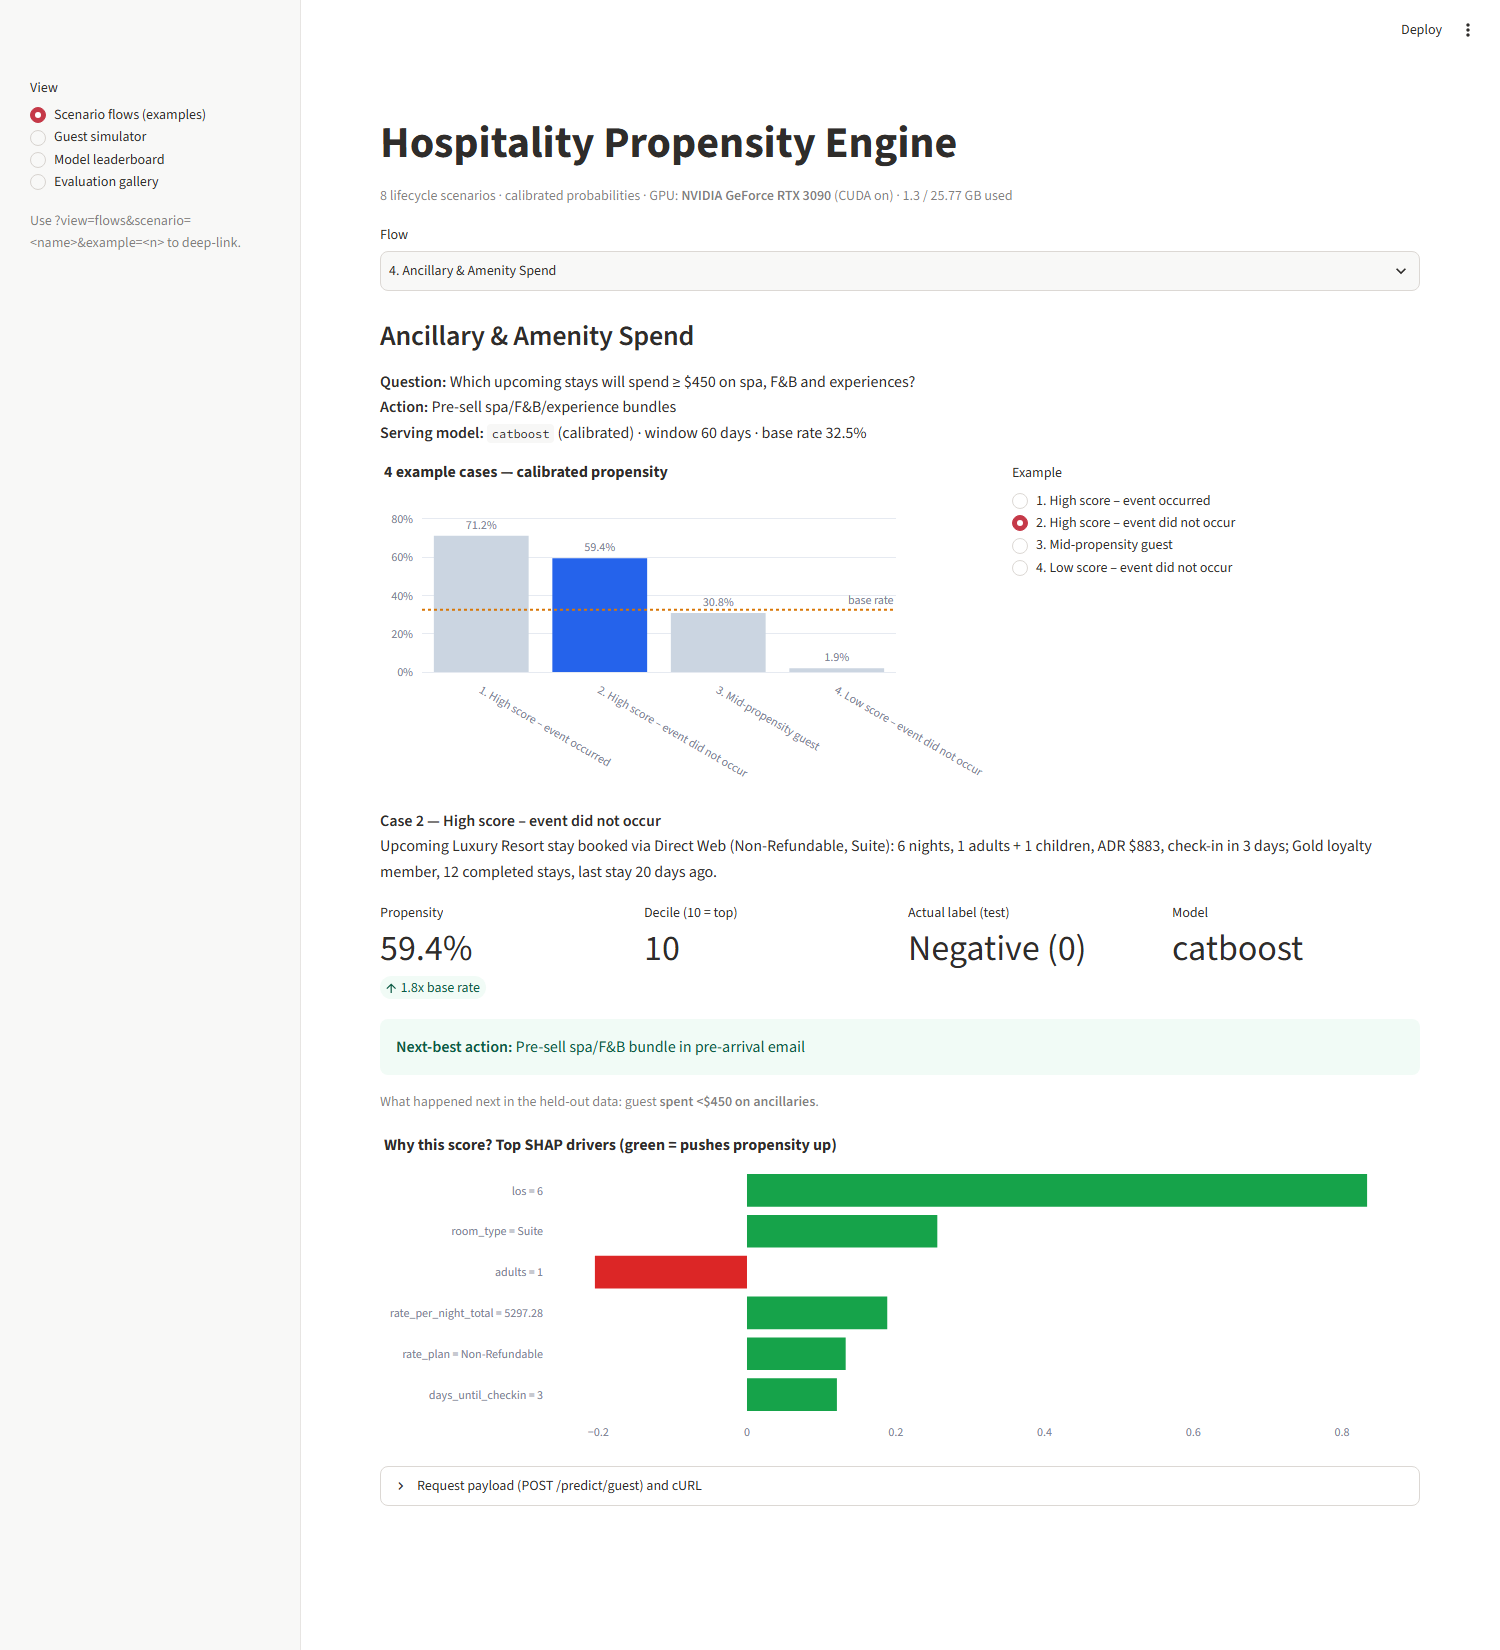 Deploy
View
Scenario flows (examples)
Guest simulator
Model leaderboard
Evaluation gallery
Use ?view=flows&scenario=
<name>&example=<n> to deep-link.
Hospitality Propensity Engine
8 lifecycle scenarios · calibrated probabilities · GPU: NVIDIA GeForce RTX 3090 (CUDA on) · 1.3 / 25.77 GB used
Flow
4. Ancillary & Amenity Spend
Ancillary & Amenity Spend
Question: Which upcoming stays will spend ≥ $450 on spa, F&B and experiences?
Action: Pre-sell spa/F&B/experience bundles
Serving model: catboost (calibrated) · window 60 days · base rate 32.5%
4 example cases — calibrated propensity
80%
60%
40%
20%
0%
71.2%
59.4%
30.8%
1.9%
base rate
1. High score – event occurred
2. High score – event did not occur
3. Mid-propensity guest
4. Low score – event did not occur
Example
1. High score – event occurred
2. High score – event did not occur
3. Mid-propensity guest
4. Low score – event did not occur
Case 2 — High score – event did not occur
Upcoming Luxury Resort stay booked via Direct Web (Non-Refundable, Suite): 6 nights, 1 adults + 1 children, ADR $883, check-in in 3 days; Gold loyalty
member, 12 completed stays, last stay 20 days ago.
Propensity
59.4%
↑ 1.8x base rate
Decile (10 = top)
10
Actual label (test)
Negative (0)
Model
catboost
Next-best action: Pre-sell spa/F&B bundle in pre-arrival email
What happened next in the held-out data: guest spent <$450 on ancillaries.
Why this score? Top SHAP drivers (green = pushes propensity up)
los = 6
room_type = Suite
adults = 1
rate_per_night_total = 5297.28
rate_plan = Non-Refundable
days_until_checkin = 3
−0.2
0
0.2
0.4
0.6
0.8
Request payload (POST /predict/guest) and cURL